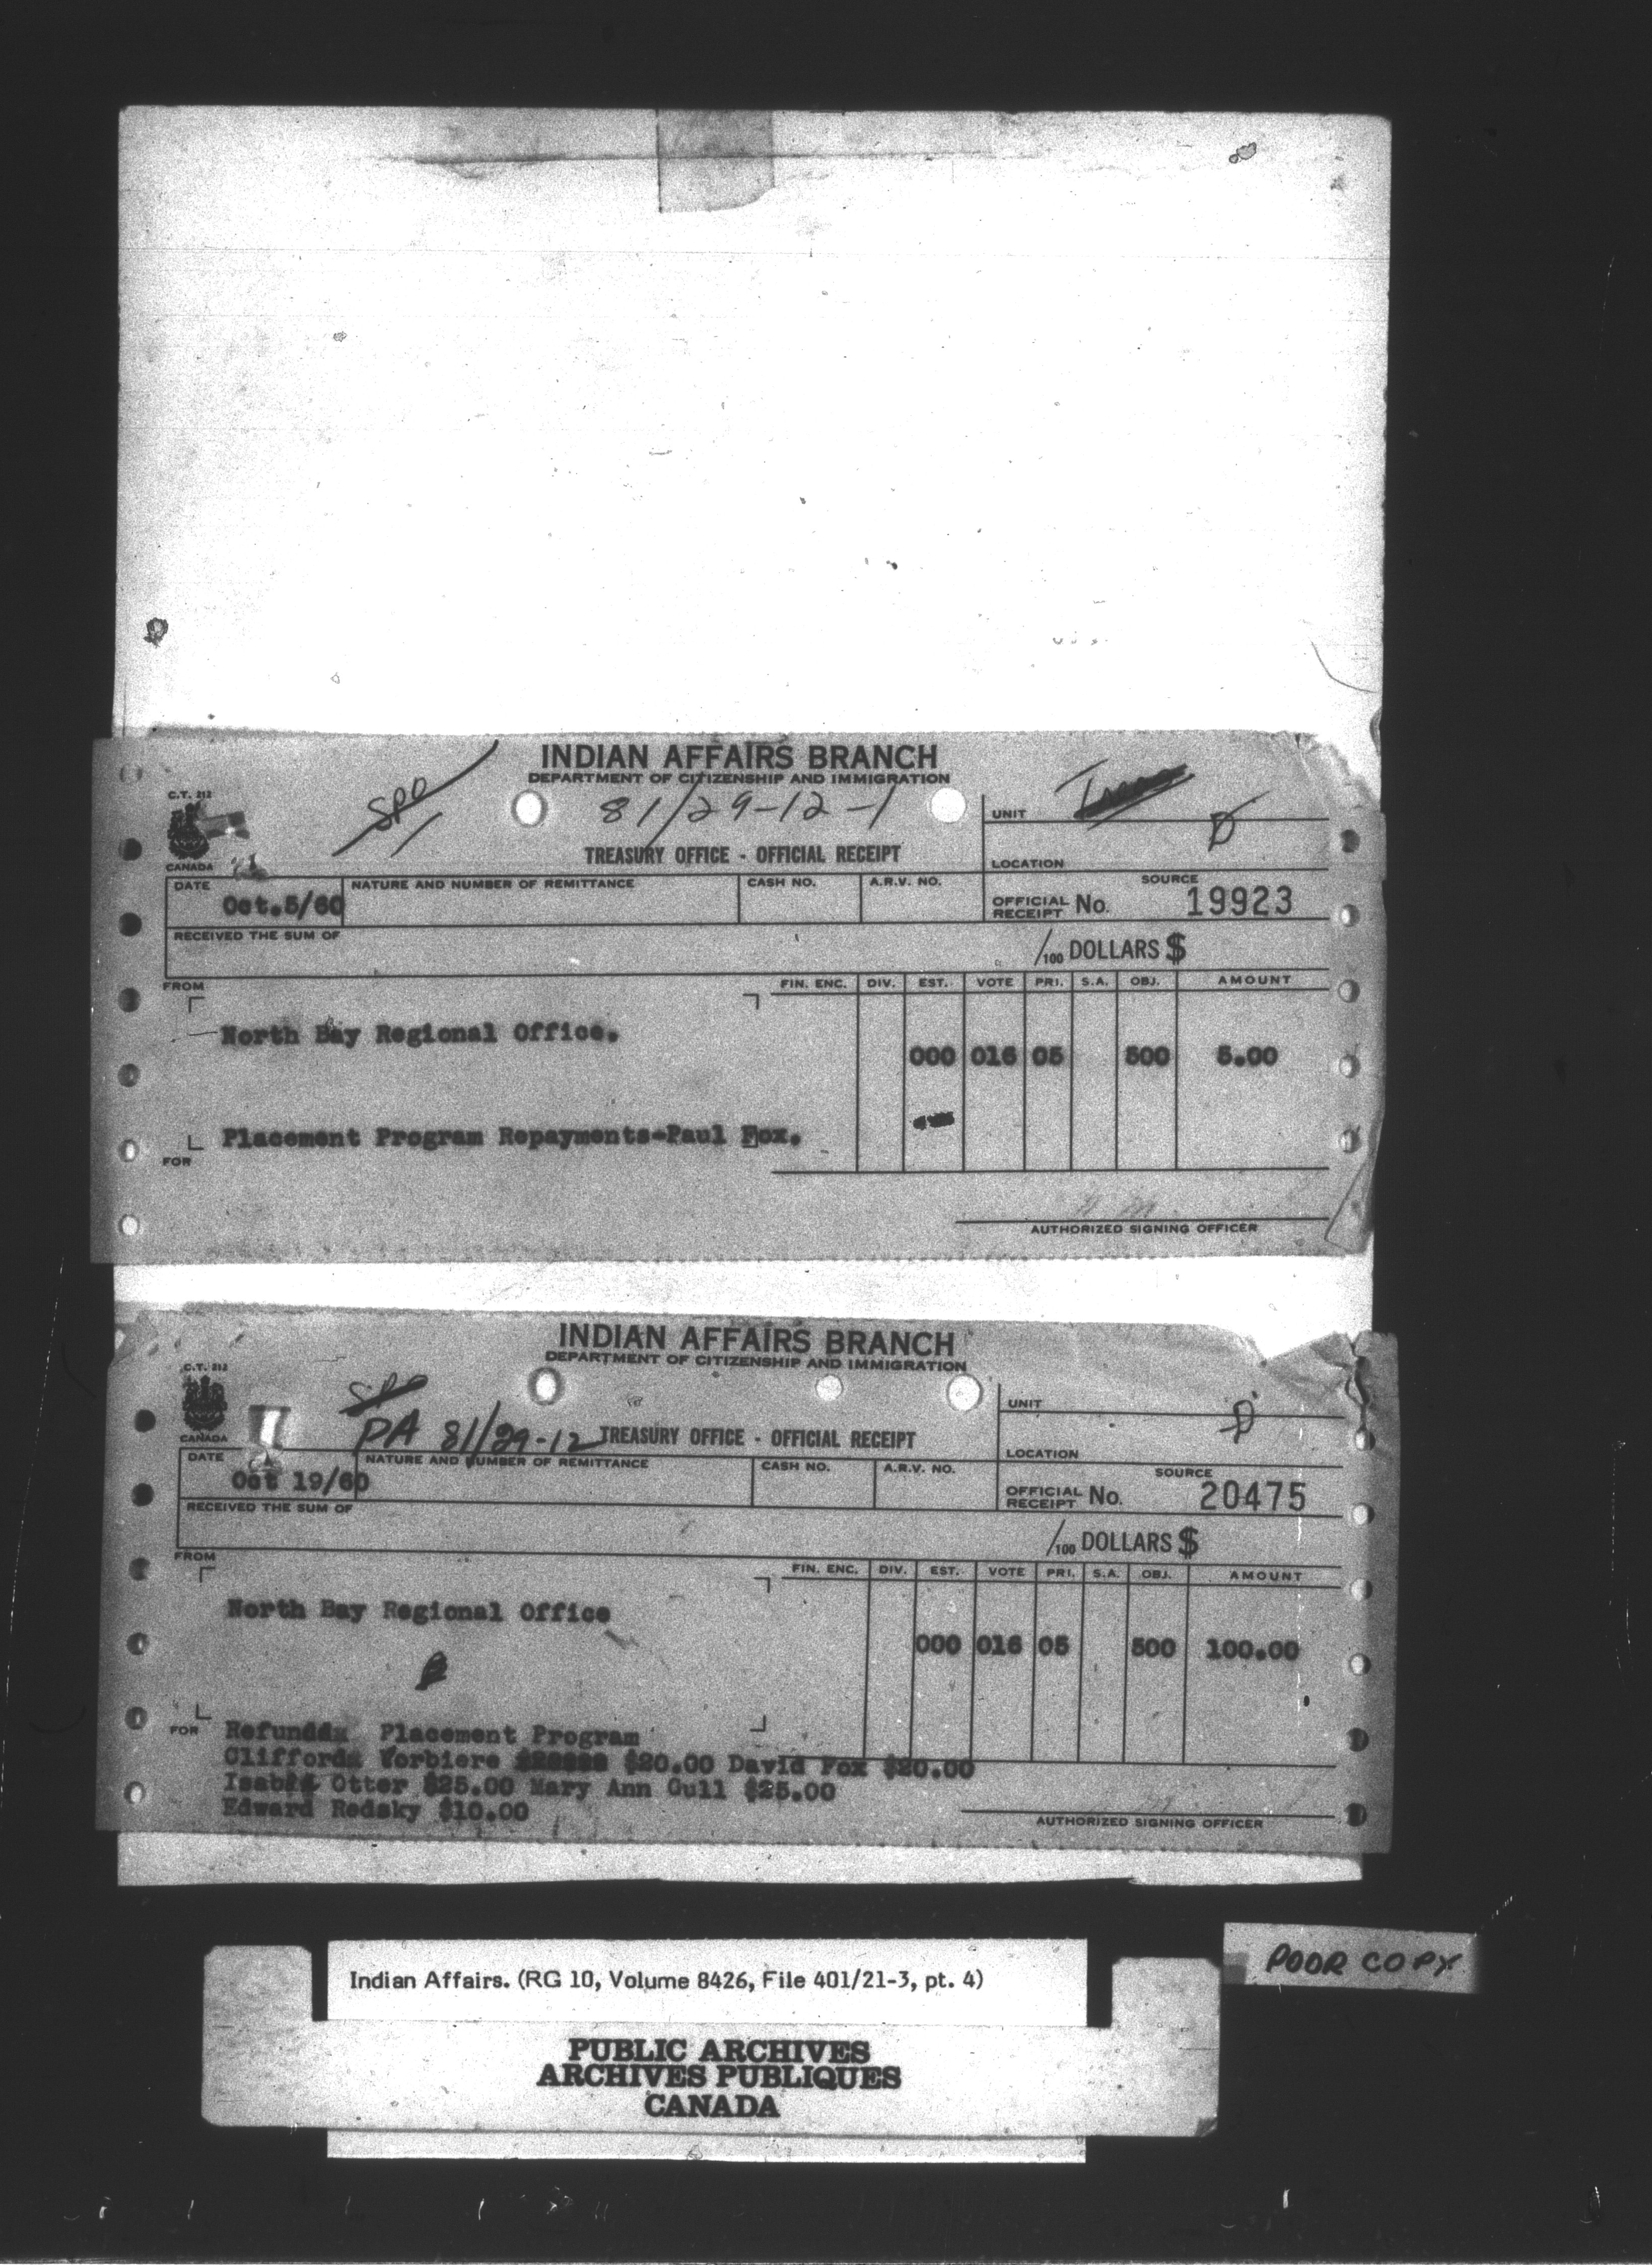 INDIAN AFFAIRS BRANCH
DEPARTMENT OF CITIZENSHIP AND IMMIGRATION
C.T. 212
SPO
81/29-12-1
UNIT
CANADA
TREASURY OFFICE - OFFICIAL RECEIPT
LOCATION
DATE NATURE AND NUMBER OF REMITTANCE CASH NO. A.R.V. NO. SOURCE
Oct.5/60 OFFICIAL RECEIPT No. 19923
RECEIVED THE SUM OF
/100 DOLLARS $
FROM FIN. ENC. DIV. EST. VOTE PRI. S.A. OBJ. AMOUNT
North Bay Regional Office.
000 016 05 500 5.00
Placement Program Repayments-Paul Fox.
FOR
AUTHORIZED SIGNING OFFICER
INDIAN AFFAIRS BRANCH
DEPARTMENT OF CITIZENSHIP AND IMMIGRATION
C.T. 212
SPO
UNIT
CANADA
PA 81/29-12 TREASURY OFFICE - OFFICIAL RECEIPT
LOCATION
DATE NATURE AND NUMBER OF REMITTANCE CASH NO. A.R.V. NO. SOURCE
Oct 19/60 OFFICIAL RECEIPT No. 20475
RECEIVED THE SUM OF
/100 DOLLARS $
FROM FIN. ENC. DIV. EST. VOTE PRI. S.A. OBJ. AMOUNT
North Bay Regional Office
000 016 05 500 100.00
FOR Placement Program
$20.00 David Fox $20.00
Otter $25.00 Mary Ann Gull $25.00
Edward Redsky $10.00
AUTHORIZED SIGNING OFFICER
POOR COPY
Indian Affairs. (RG 10, Volume 8426, File 401/21-3, pt. 4)
PUBLIC ARCHIVES
ARCHIVES PUBLIQUES
CANADA